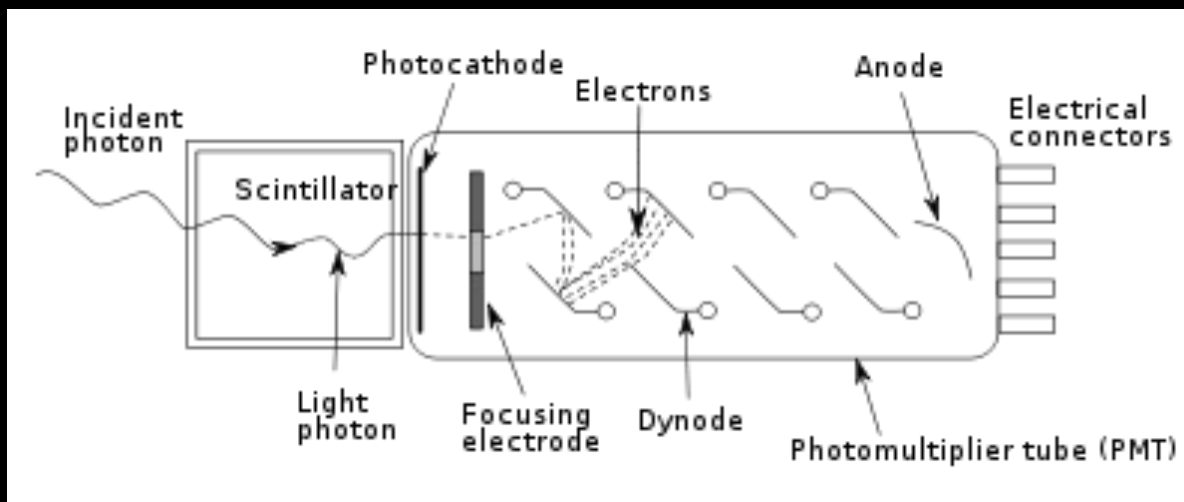 Photocathode
Electrons
Anode
Incident
photon
Electrical
connectors
Scintillator
Light
photon
Focusing
electrode
Dynode
Photomultiplier tube (PMT)